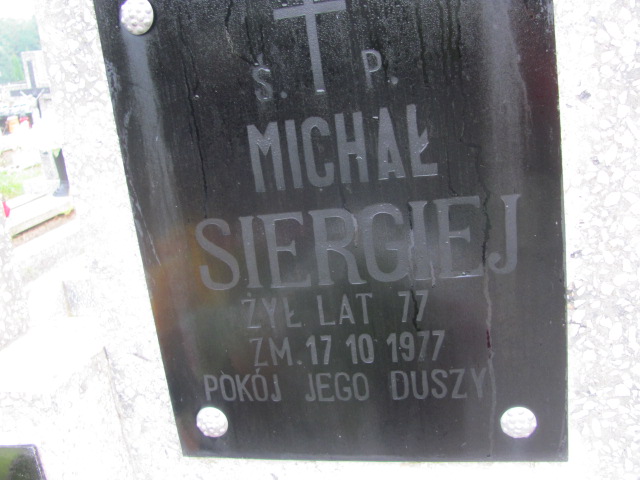 Ś. P.
MICHAŁ
SIERGIEJ
ŻYŁ LAT 77
ZM. 17 10 1977
POKÓJ JEGO DUSZY